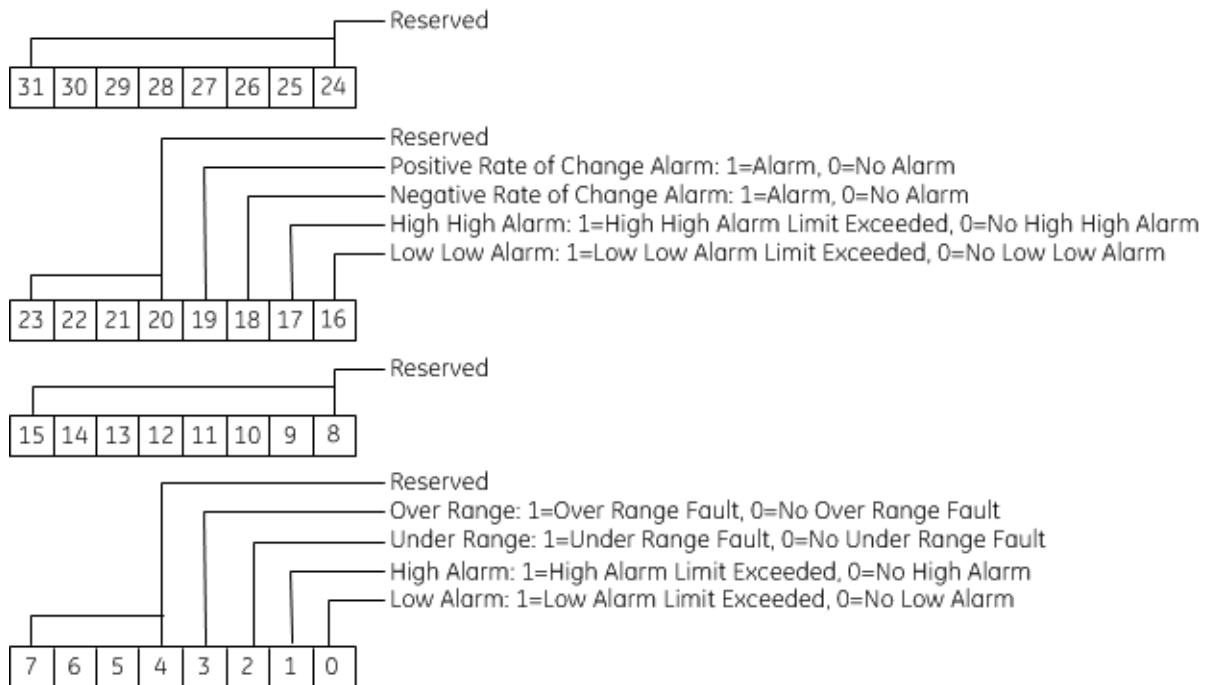 Reserved
31 30 29 28 27 26 25 24
Reserved
Positive Rate of Change Alarm: 1=Alarm, 0=No Alarm
Negative Rate of Change Alarm: 1=Alarm, 0=No Alarm
High High Alarm: 1=High High Alarm Limit Exceeded, 0=No High High Alarm
Low Low Alarm: 1=Low Low Alarm Limit Exceeded, 0=No Low Low Alarm
23 22 21 20 19 18 17 16
Reserved
15 14 13 12 11 10 9 8
Reserved
Over Range: 1=Over Range Fault, 0=No Over Range Fault
Under Range: 1=Under Range Fault, 0=No Under Range Fault
High Alarm: 1=High Alarm Limit Exceeded, 0=No High Alarm
Low Alarm: 1=Low Alarm Limit Exceeded, 0=No Low Alarm
7 6 5 4 3 2 1 0